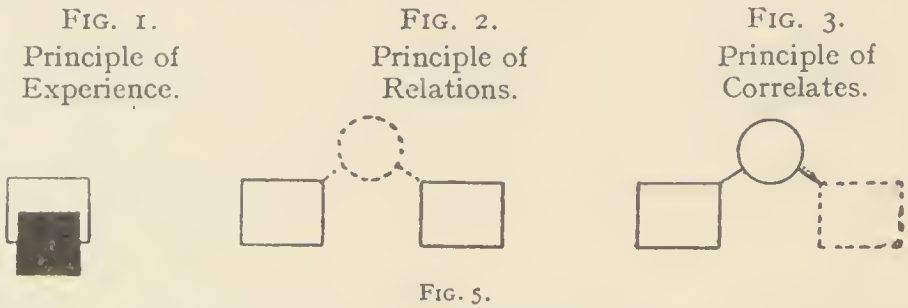 FIG. 1.
Principle of
Experience.
FIG. 2.
Principle of
Relations.
FIG. 3.
Principle of
Correlates.
FIG. 5.